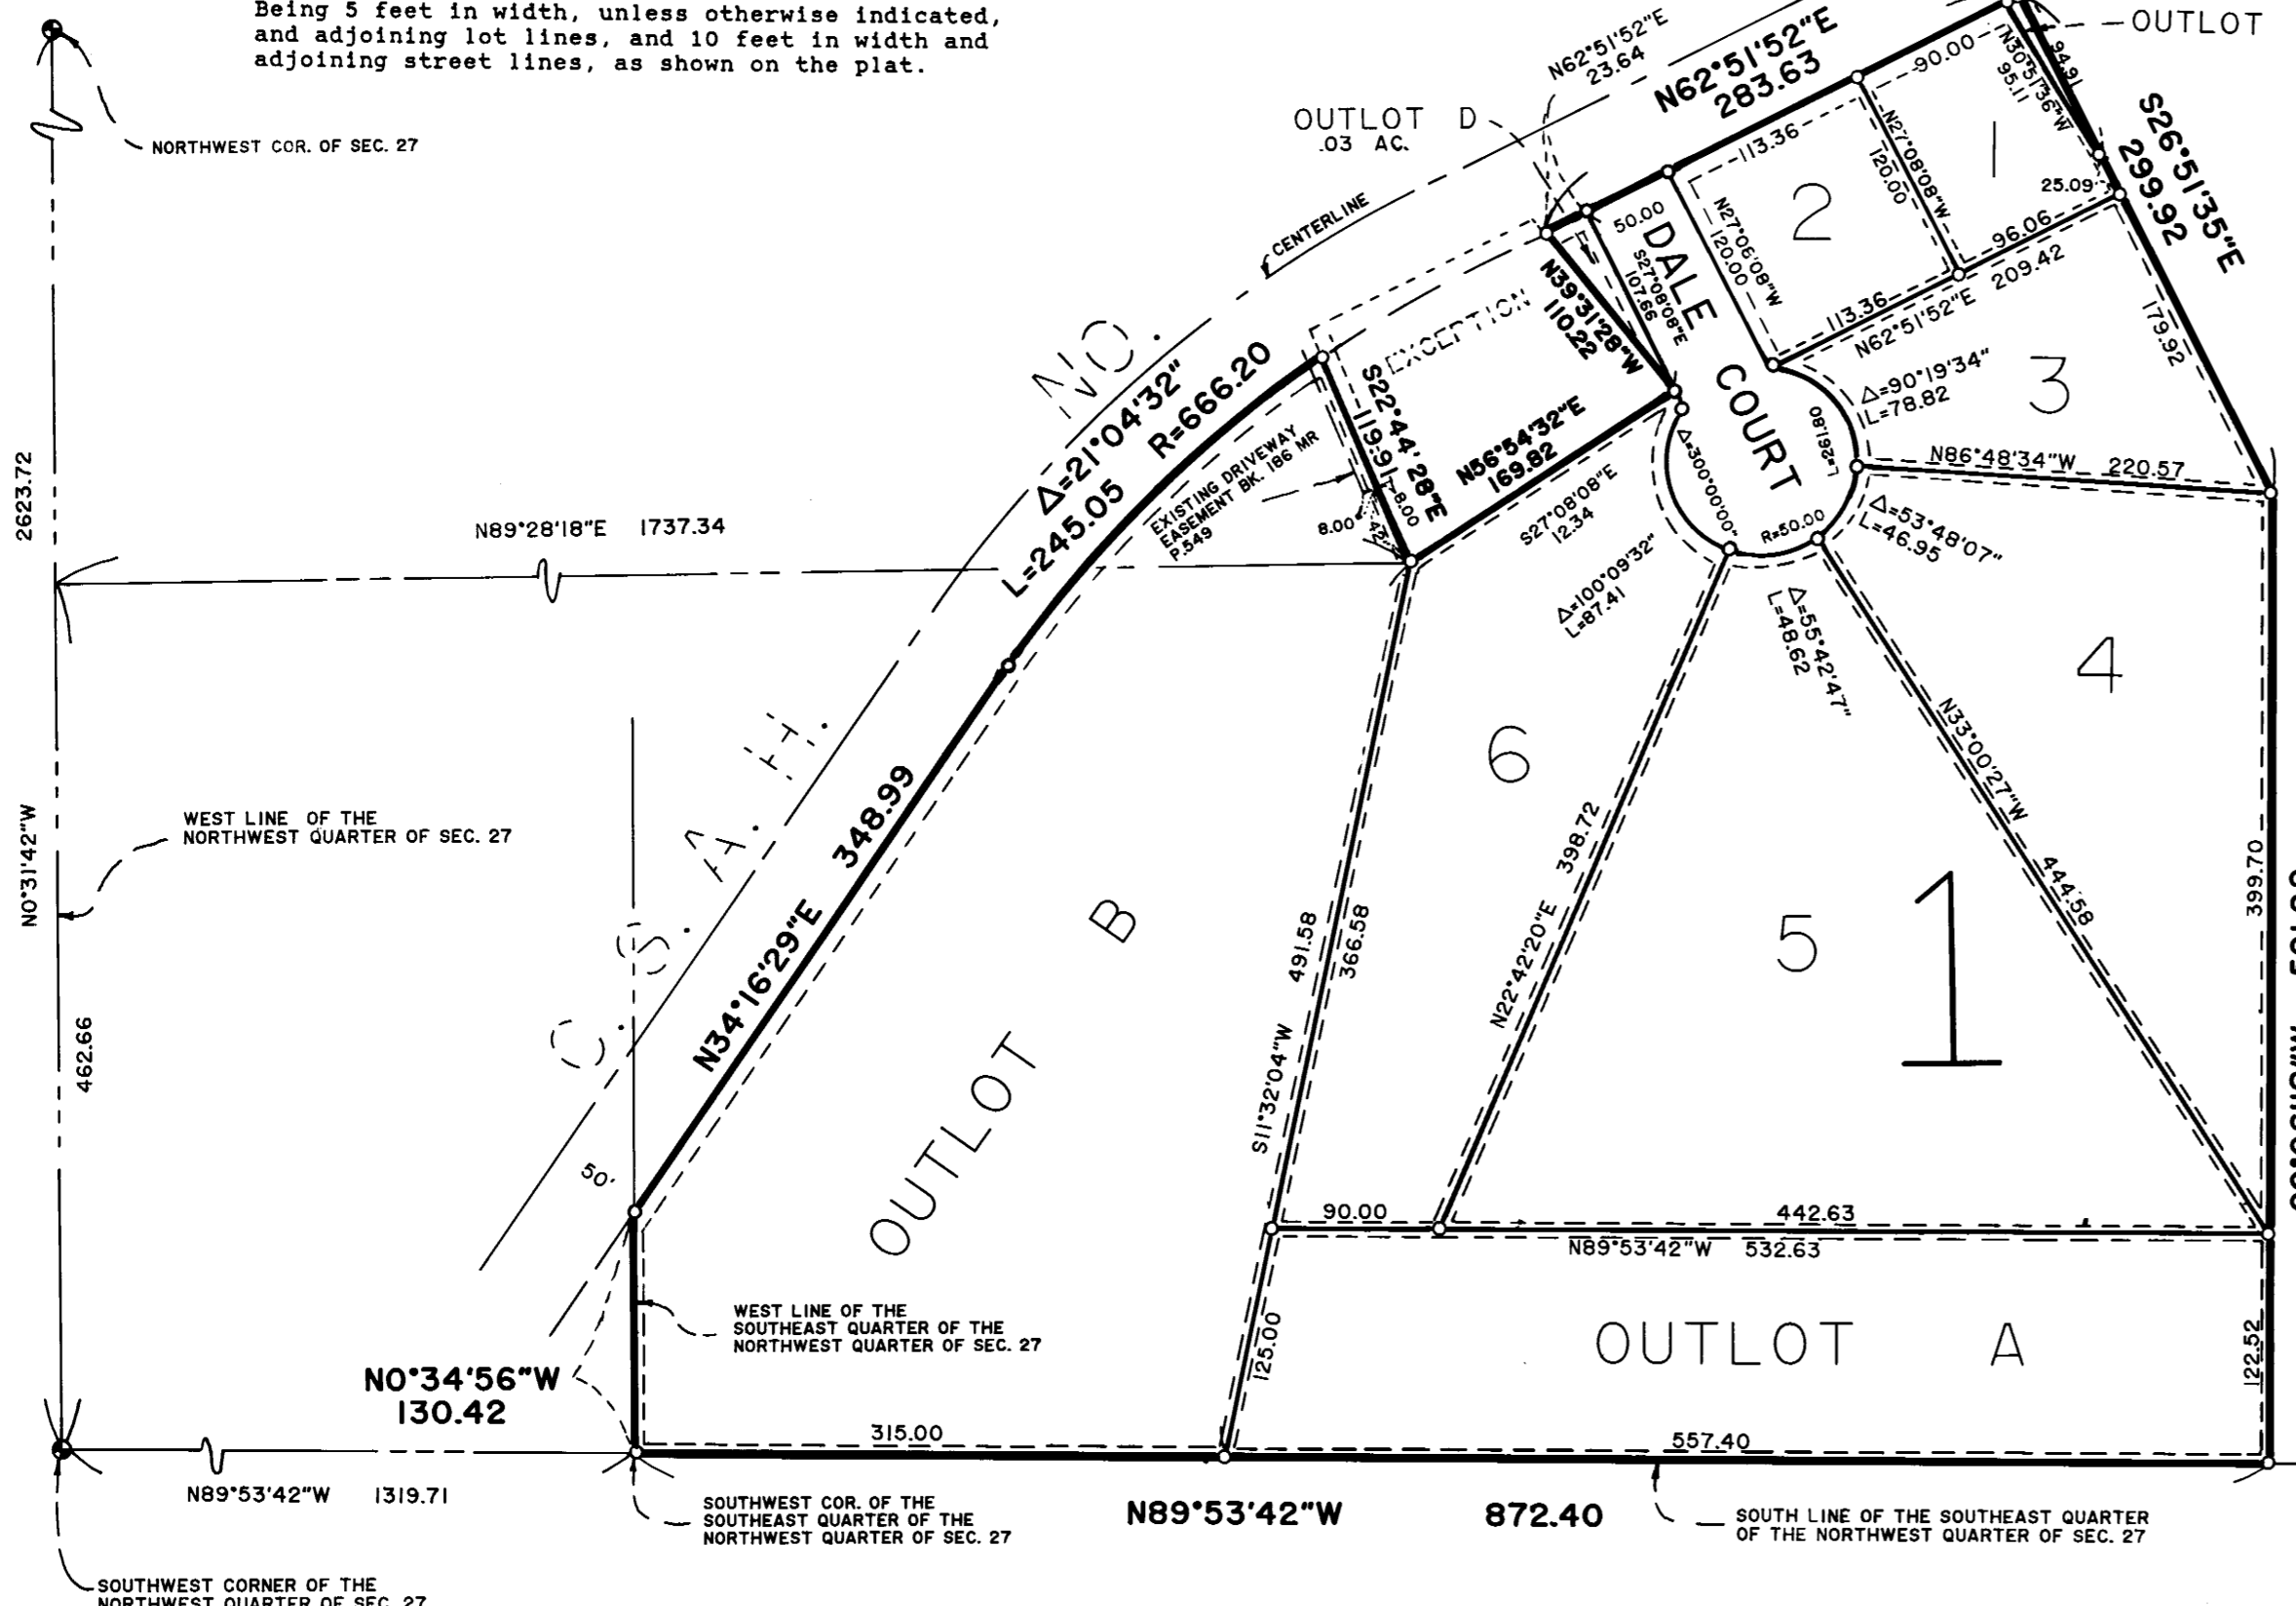 Being 5 feet in width, unless otherwise indicated,
and adjoining lot lines, and 10 feet in width and
adjoining street lines, as shown on the plat.
NORTHWEST COR. OF SEC. 27
N62°51'52"E
23.64
N62°51'52"E
283.63
OUTLOT
90.00
N30°51'36"W
95.11
94.91
S26°51'35"E
299.92
OUTLOT D
.03 AC.
CENTERLINE
113.36
N27°08'08"W
120.00
1
2
25.09
50.00
DALE
COURT
S27°08'08"E
107.66
N27°08'08"W
120.00
96.06
113.36
N62°51'52"E 209.42
179.92
EXCEPTION
N39°31'28"W
110.22
NO.
Δ=21°04'32"
L=245.05 R=666.20
S22°44'28"E
119.91
N56°54'32"E
169.82
EXISTING DRIVEWAY
EASEMENT BK. 186 MR
P.549
8.00
8.00
Δ=90°19'34"
L=78.82
3
L=261.80
Δ=300°00'00"
R=50.00
N86°48'34"W 220.57
S27°08'08"E
12.34
Δ=53°48'07"
L=46.95
Δ=100°09'32"
L=87.41
Δ=55°42'47"
L=48.62
2623.72
N89°28'18"E 1737.34
4
6
N33°00'27"W
444.58
N0°31'42"W
WEST LINE OF THE
NORTHWEST QUARTER OF SEC. 27
C. S. A. H.
N34°16'29"E 348.99
B
OUTLOT
491.58
366.58
S11°32'04"W
398.72
N22°42'20"E
5
1
399.70
462.66
50'
90.00
442.63
N89°53'42"W 532.63
WEST LINE OF THE
SOUTHEAST QUARTER OF THE
NORTHWEST QUARTER OF SEC. 27
125.00
OUTLOT A
122.52
N0°34'56"W
130.42
315.00
557.40
N89°53'42"W 1319.71
SOUTHWEST COR. OF THE
SOUTHEAST QUARTER OF THE
NORTHWEST QUARTER OF SEC. 27
N89°53'42"W 872.40
SOUTH LINE OF THE SOUTHEAST QUARTER
OF THE NORTHWEST QUARTER OF SEC. 27
SOUTHWEST CORNER OF THE
NORTHWEST QUARTER OF SEC. 27